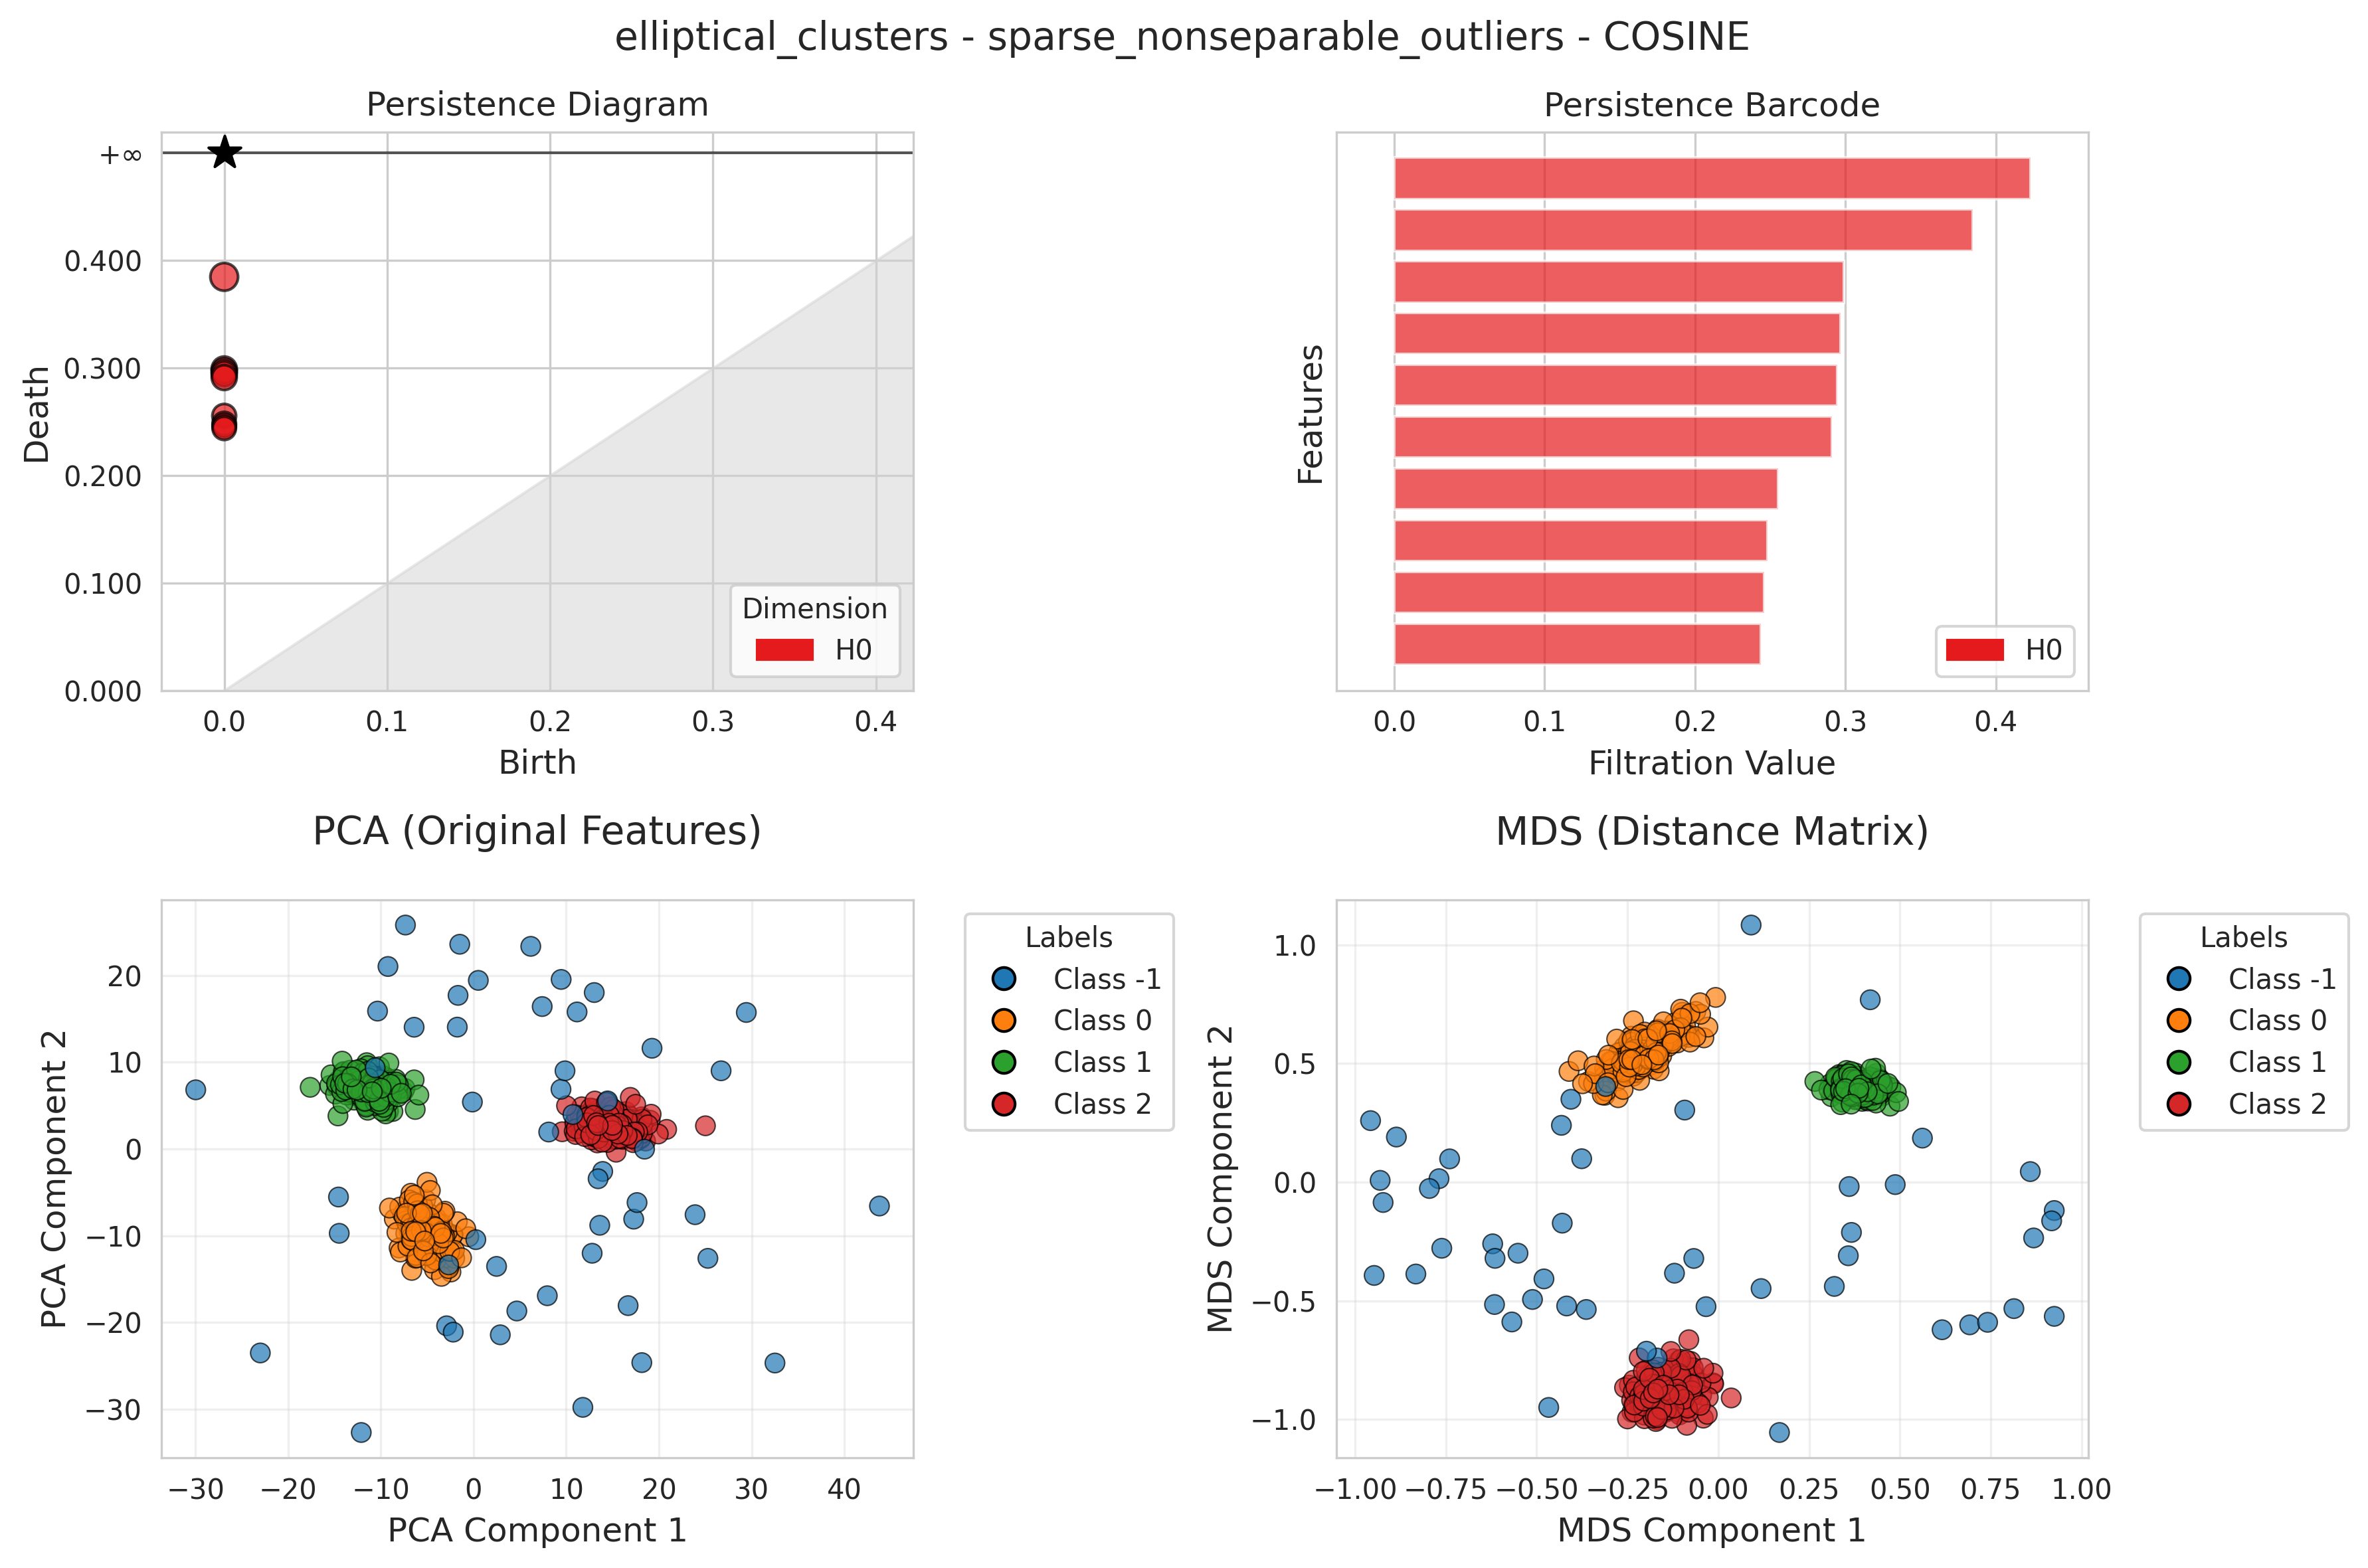 elliptical_clusters - sparse_nonseparable_outliers - COSINE
Persistence Diagram
+∞
0.400
0.300
0.200
0.100
0.000
Death
0.0 0.1 0.2 0.3 0.4
Birth
Dimension
H0
Persistence Barcode
Features
0.0 0.1 0.2 0.3 0.4
Filtration Value
H0
PCA (Original Features)
20
10
0
−10
−20
−30
PCA Component 2
−30 −20 −10 0 10 20 30 40
PCA Component 1
Labels
Class -1
Class 0
Class 1
Class 2
MDS (Distance Matrix)
1.0
0.5
0.0
−0.5
−1.0
MDS Component 2
−1.00 −0.75 −0.50 −0.25 0.00 0.25 0.50 0.75 1.00
MDS Component 1
Labels
Class -1
Class 0
Class 1
Class 2